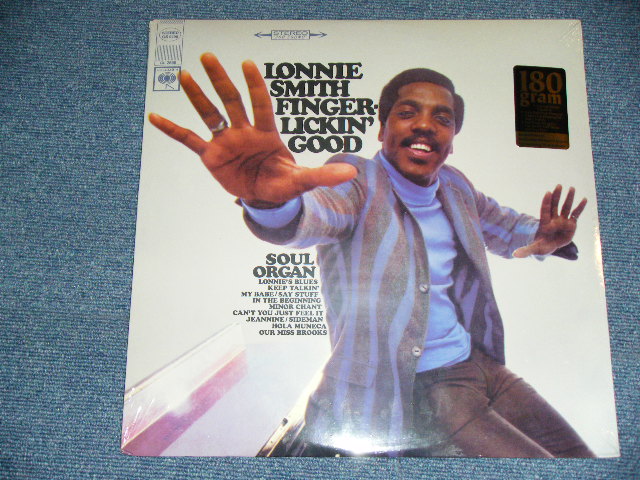 STEREO
LONNIE
SMITH
FINGER-
LICKIN'
GOOD
180
gram
SOUL
ORGAN
LONNIE'S BLUES
KEEP TALKIN'
MY BABE/SAY STUFF
IN THE BEGINNING
MINOR CHANT
CAN'T YOU JUST FEEL IT
JEANNINE/SIDEMAN
HOLA MUNECA
OUR MISS BROOKS